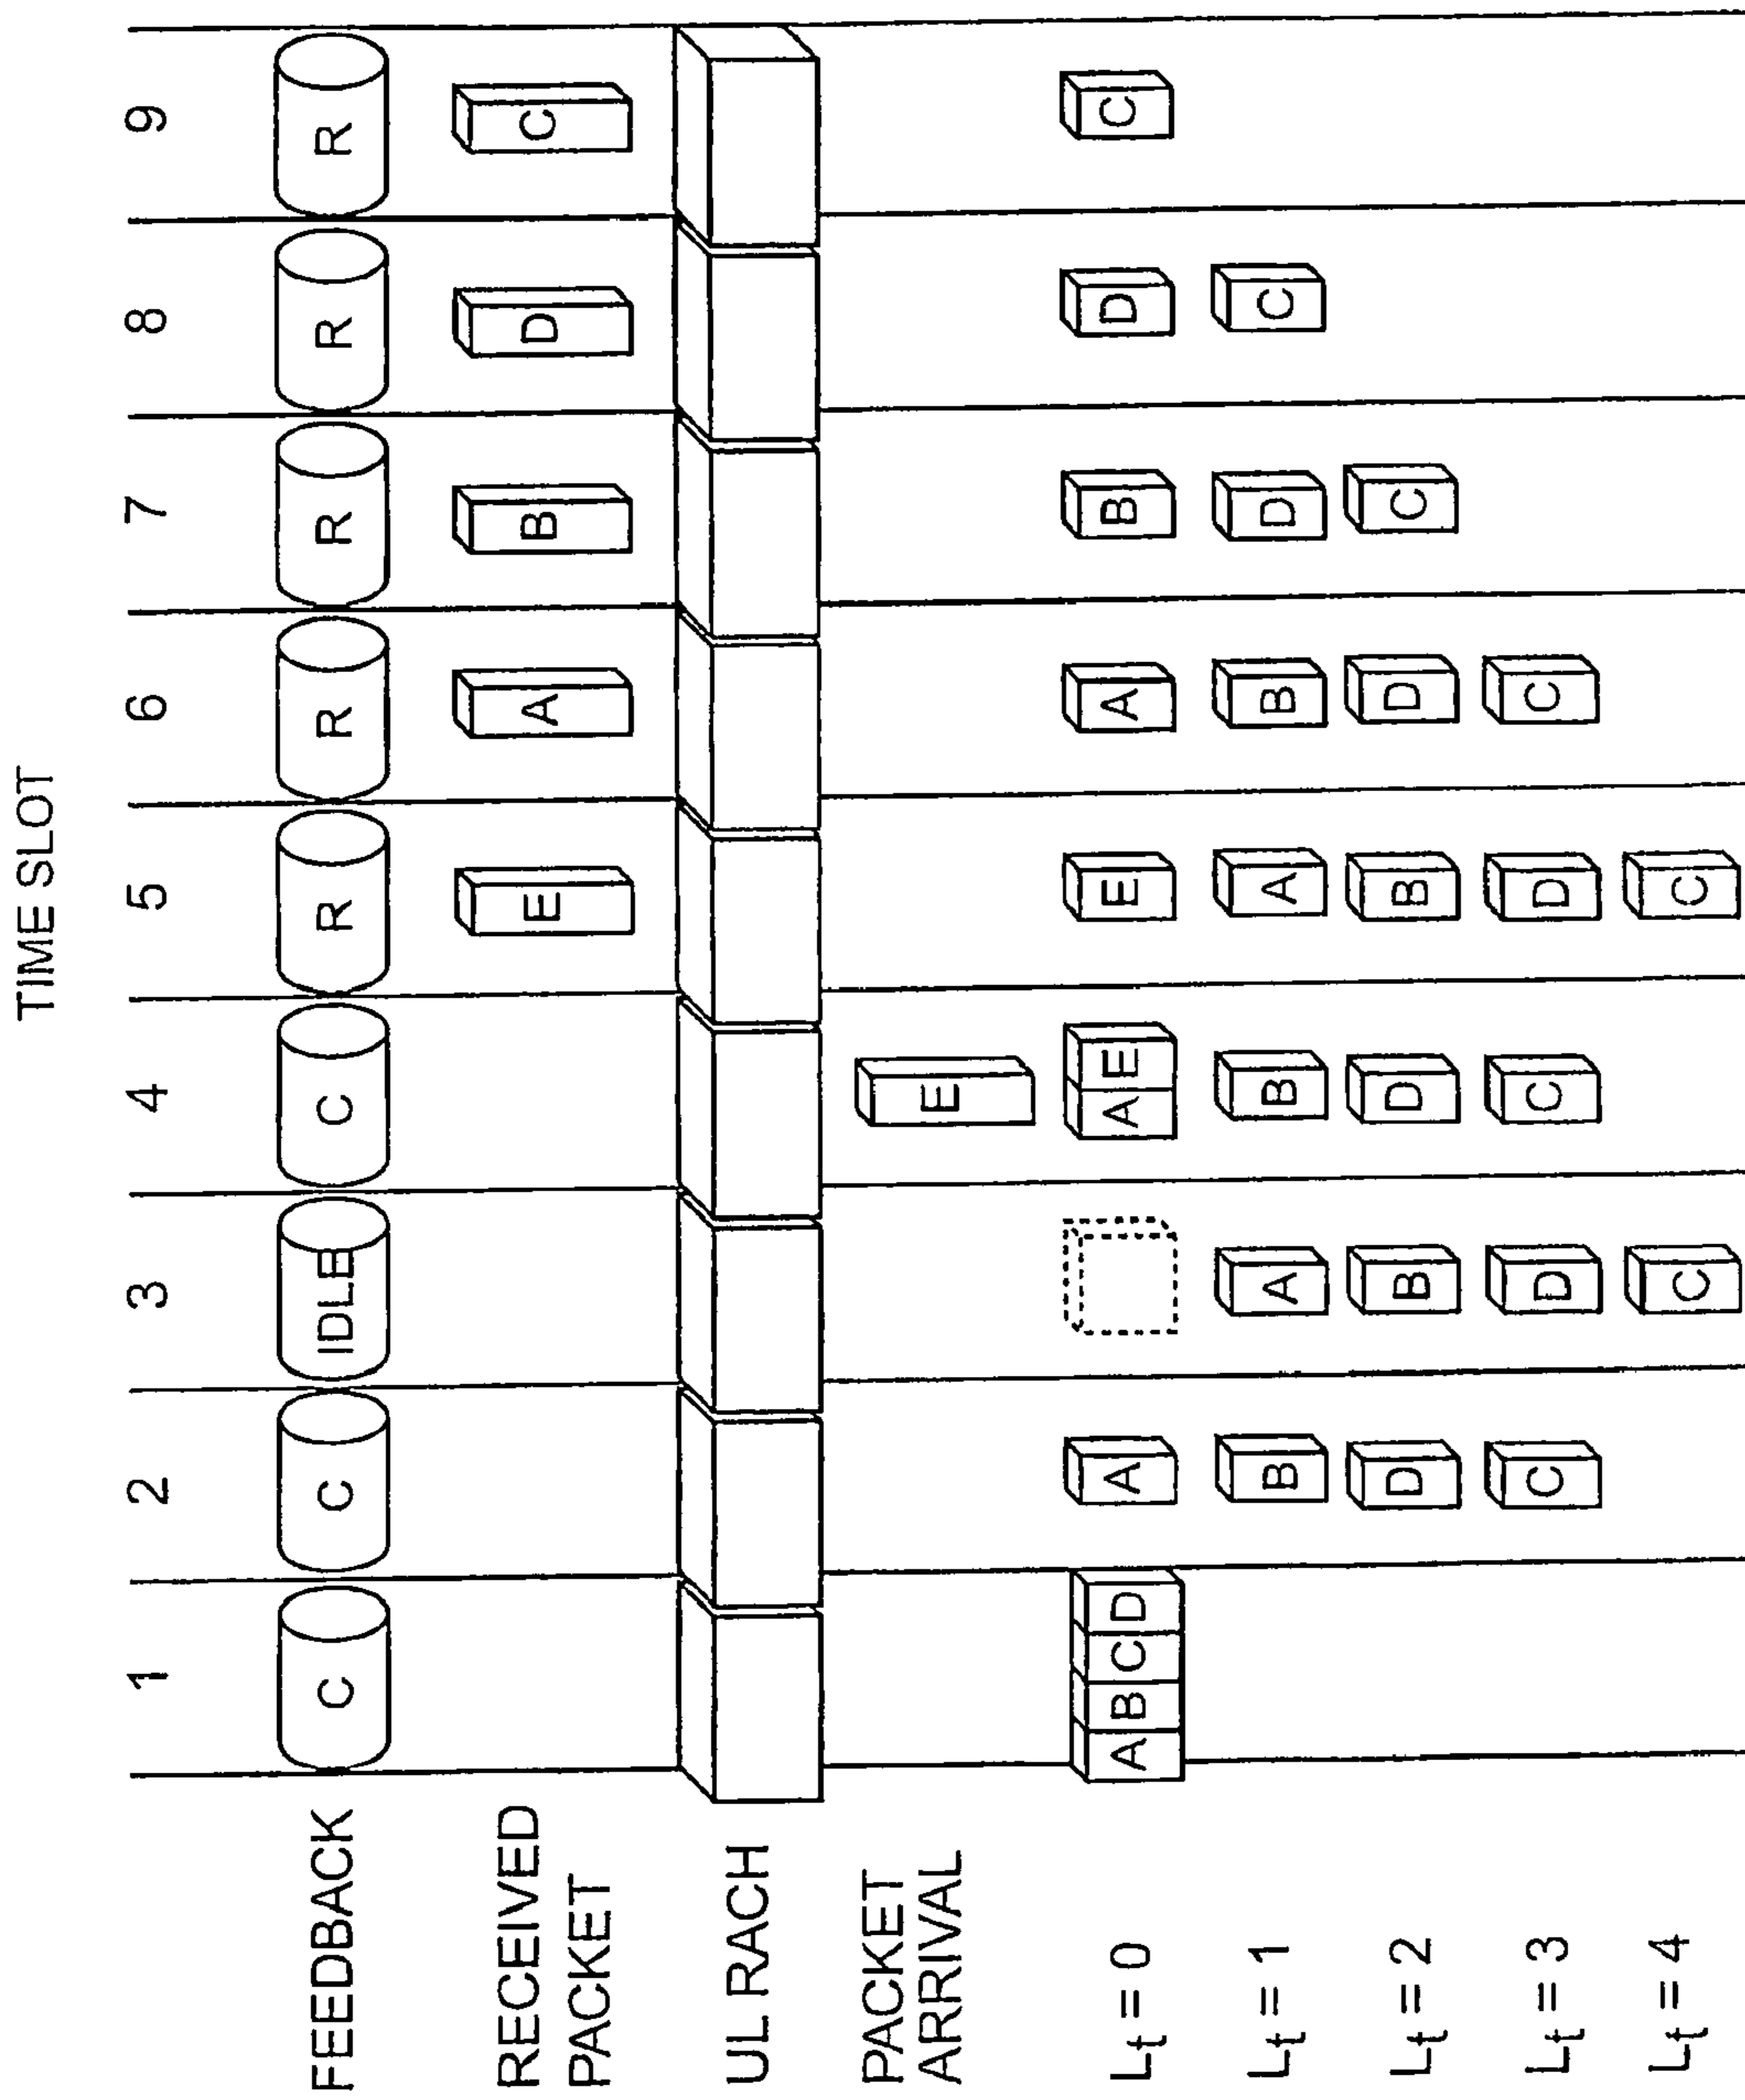 TIME SLOT
1 2 3 4 5 6 7 8 9
FEEDBACK C C IDLE C R R R R R
RECEIVED
PACKET
E A B D C
UL RACH
PACKET
ARRIVAL
E
Lt = 0 A B C D A A E E A B D C
Lt = 1 B A B A B D C
Lt = 2 D B D B D C
Lt = 3 C D C D C
Lt = 4 C C